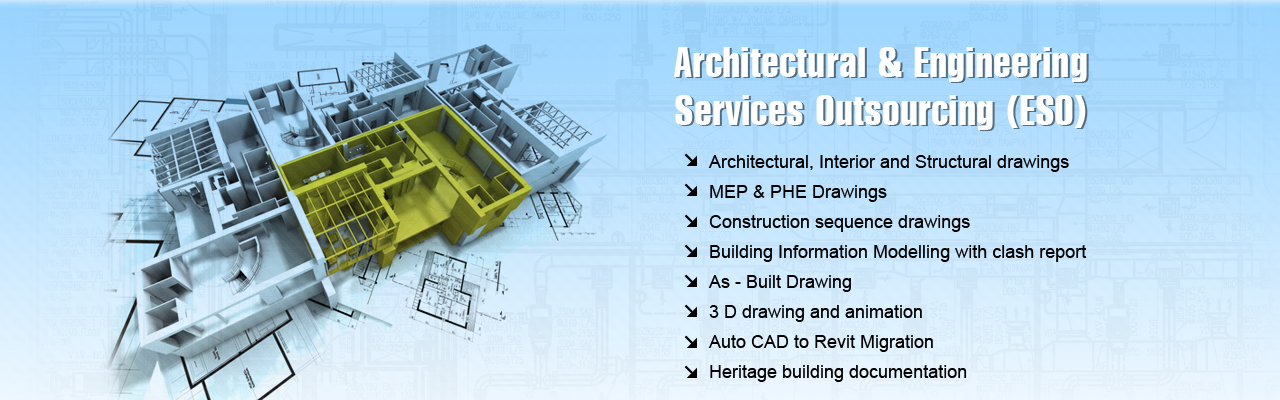 Architectural & Engineering
Services Outsourcing (ESO)
Architectural, Interior and Structural drawings
MEP & PHE Drawings
Construction sequence drawings
Building Information Modelling with clash report
As - Built Drawing
3 D drawing and animation
Auto CAD to Revit Migration
Heritage building documentation